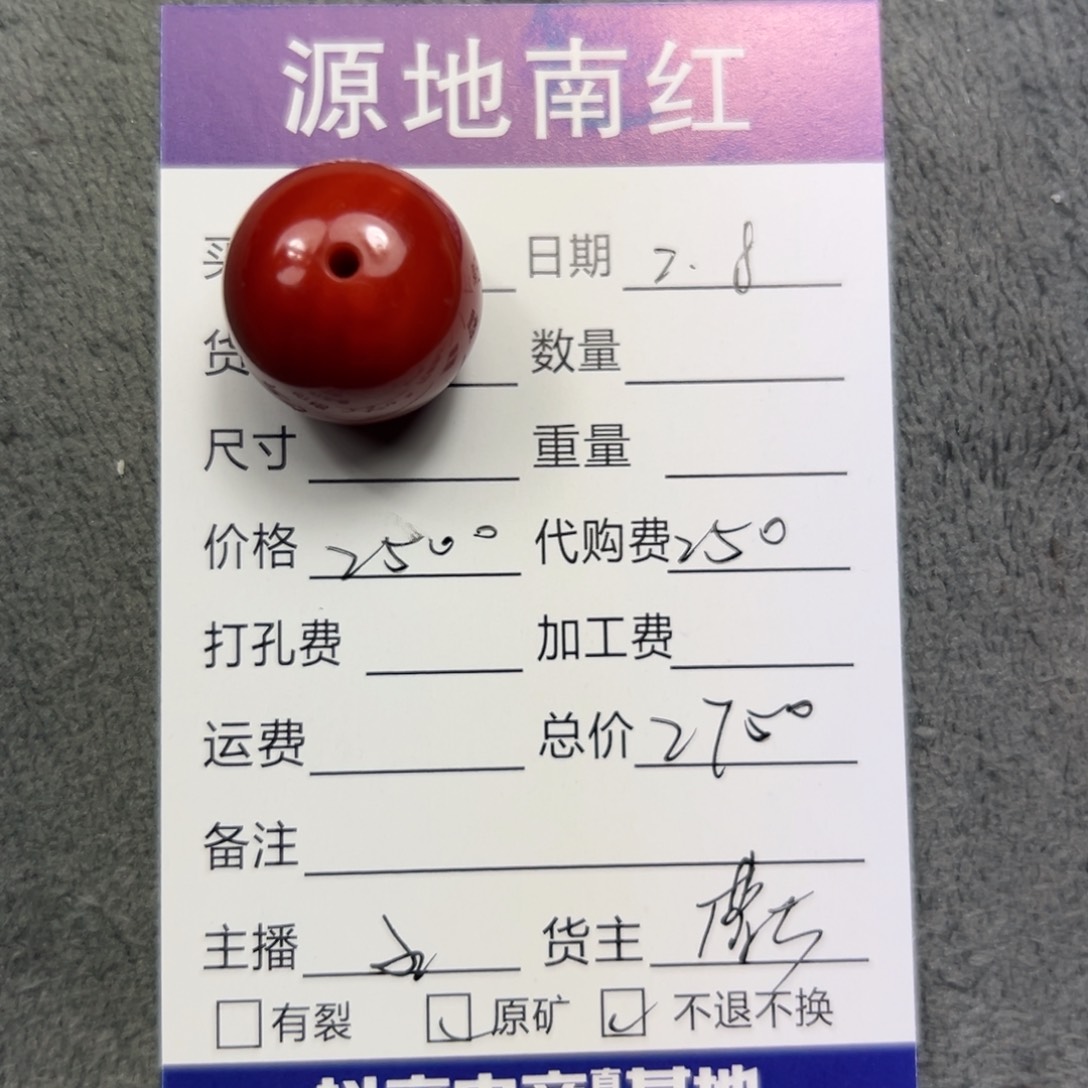 源地南红
日期 2.8
数量
尺寸 重量
价格 2500 代购费 250
打孔费 加工费
运费 总价 2750
备注
主播 货主
有裂 原矿 不退不换